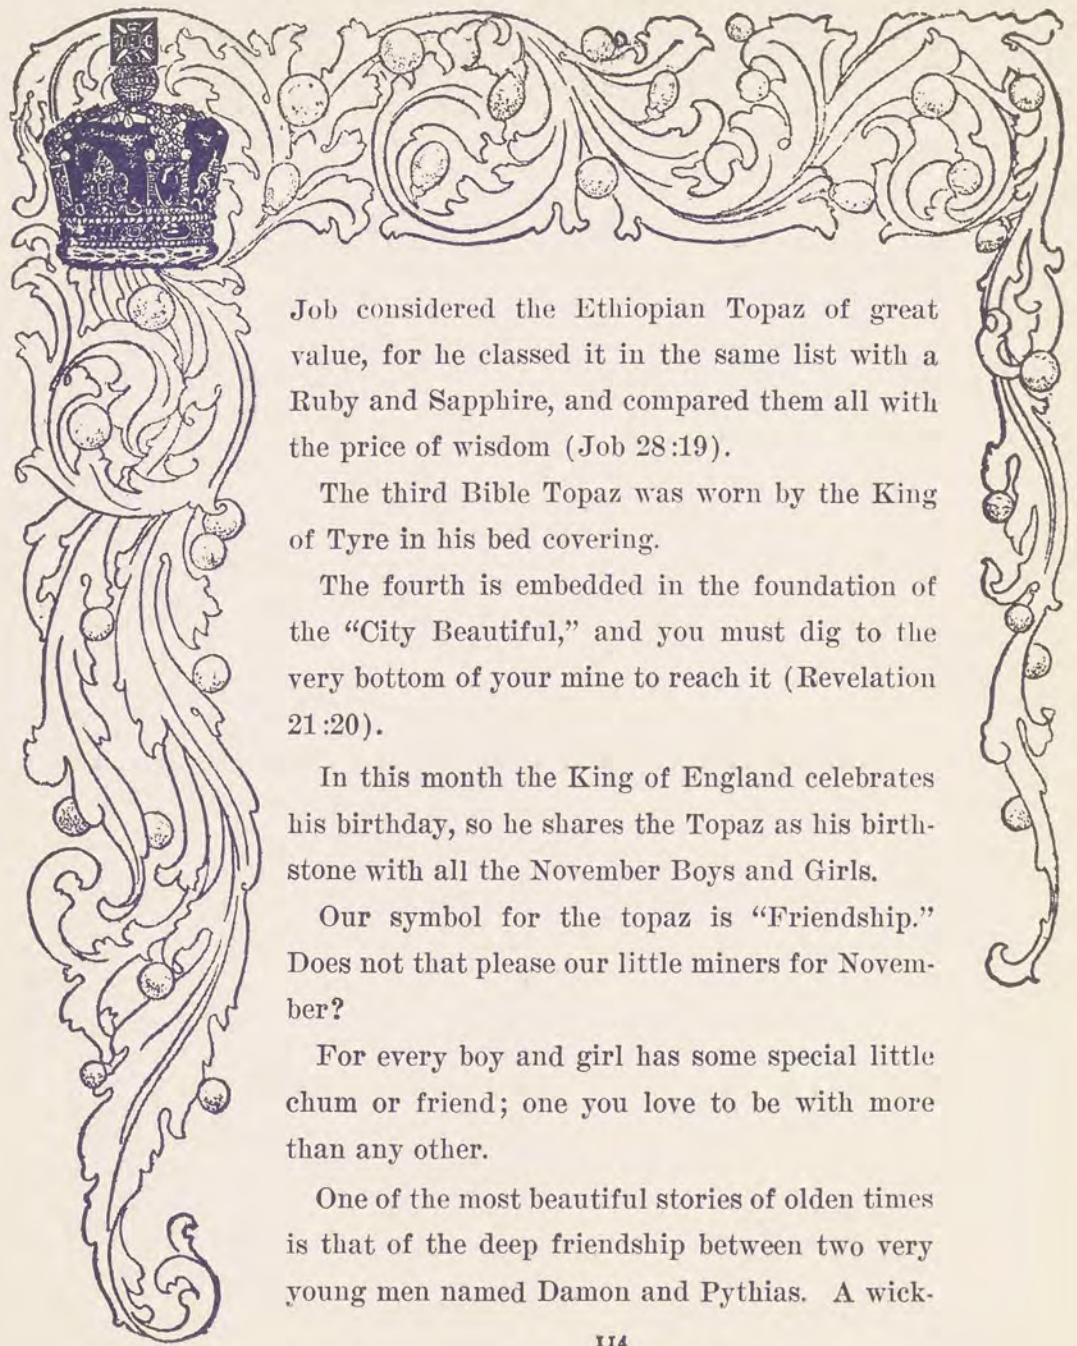 Job considered the Ethiopian Topaz of great
value, for he classed it in the same list with a
Ruby and Sapphire, and compared them all with
the price of wisdom (Job 28:19).
The third Bible Topaz was worn by the King
of Tyre in his bed covering.
The fourth is embedded in the foundation of
the “City Beautiful,” and you must dig to the
very bottom of your mine to reach it (Revelation
21:20).
In this month the King of England celebrates
his birthday, so he shares the Topaz as his birth-
stone with all the November Boys and Girls.
Our symbol for the topaz is “Friendship.”
Does not that please our little miners for Novem-
ber?
For every boy and girl has some special little
chum or friend; one you love to be with more
than any other.
One of the most beautiful stories of olden times
is that of the deep friendship between two very
young men named Damon and Pythias. A wick-
114